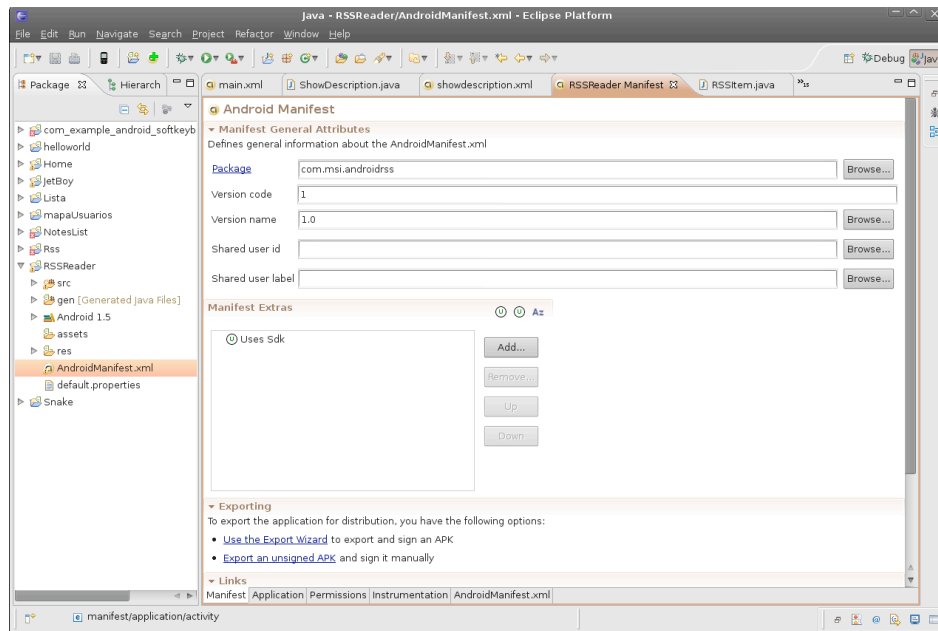 Java - RSSReader/AndroidManifest.xml - Eclipse Platform
File Edit Run Navigate Search Project Refactor Window Help
Debug Jav
Package Hierarch
main.xml ShowDescription.java showdescription.xml RSSReader Manifest RSSItem.java »15
com_example_android_softkeyb
helloworld
Home
JetBoy
Lista
mapaUsuarios
NotesList
Rss
RSSReader
src
gen [Generated Java Files]
Android 1.5
assets
res
AndroidManifest.xml
default.properties
Snake
Android Manifest
Manifest General Attributes
Defines general information about the AndroidManifest.xml
Package com.msi.androidrss Browse...
Version code 1
Version name 1.0 Browse...
Shared user id Browse...
Shared user label Browse...
Manifest Extras
U U Az
U Uses Sdk
Add...
Remove...
Up
Down
Exporting
To export the application for distribution, you have the following options:
• Use the Export Wizard to export and sign an APK
• Export an unsigned APK and sign it manually
Links
Manifest Application Permissions Instrumentation AndroidManifest.xml
manifest/application/activity